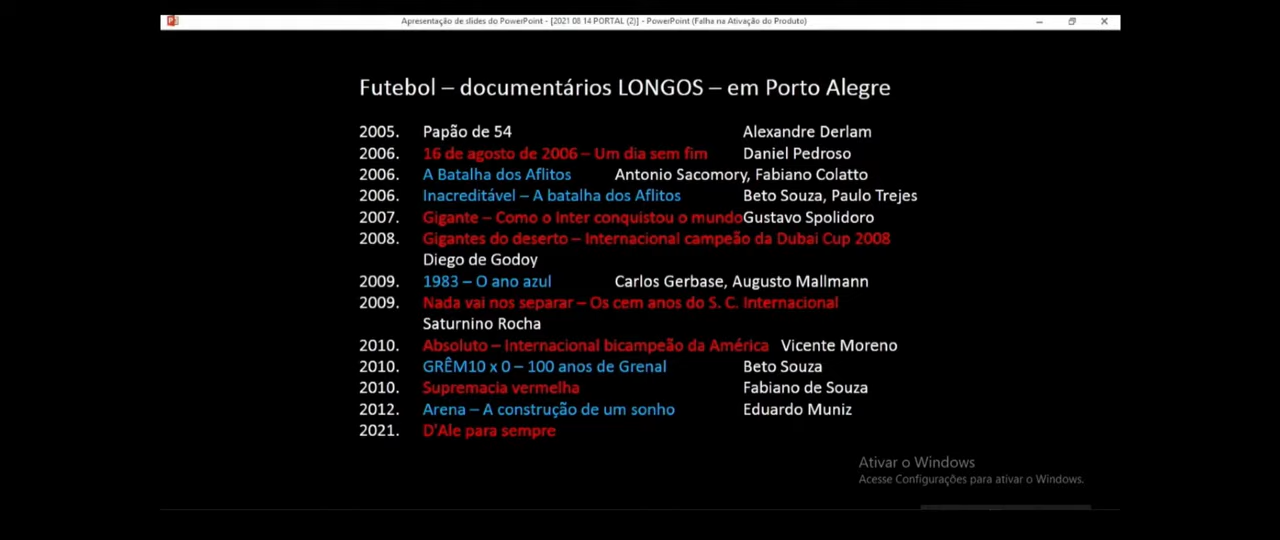 Apresentação de slides do PowerPoint - [2021 08 14 PORTAL (2)] - PowerPoint (Falha na Ativação do Produto)
Futebol – documentários LONGOS – em Porto Alegre
2005. Papão de 54 Alexandre Derlam
2006. 16 de agosto de 2006 – Um dia sem fim Daniel Pedroso
2006. A Batalha dos Aflitos Antonio Sacomory, Fabiano Colatto
2006. Inacreditável – A batalha dos Aflitos Beto Souza, Paulo Trejes
2007. Gigante – Como o Inter conquistou o mundoGustavo Spolidoro
2008. Gigantes do deserto – Internacional campeão da Dubai Cup 2008
Diego de Godoy
2009. 1983 – O ano azul Carlos Gerbase, Augusto Mallmann
2009. Nada vai nos separar – Os cem anos do S. C. Internacional
Saturnino Rocha
2010. Absoluto – Internacional bicampeão da América Vicente Moreno
2010. GRÊM10 x 0 – 100 anos de Grenal Beto Souza
2010. Supremacia vermelha Fabiano de Souza
2012. Arena – A construção de um sonho Eduardo Muniz
2021. D'Ale para sempre
Ativar o Windows
Acesse Configurações para ativar o Windows.